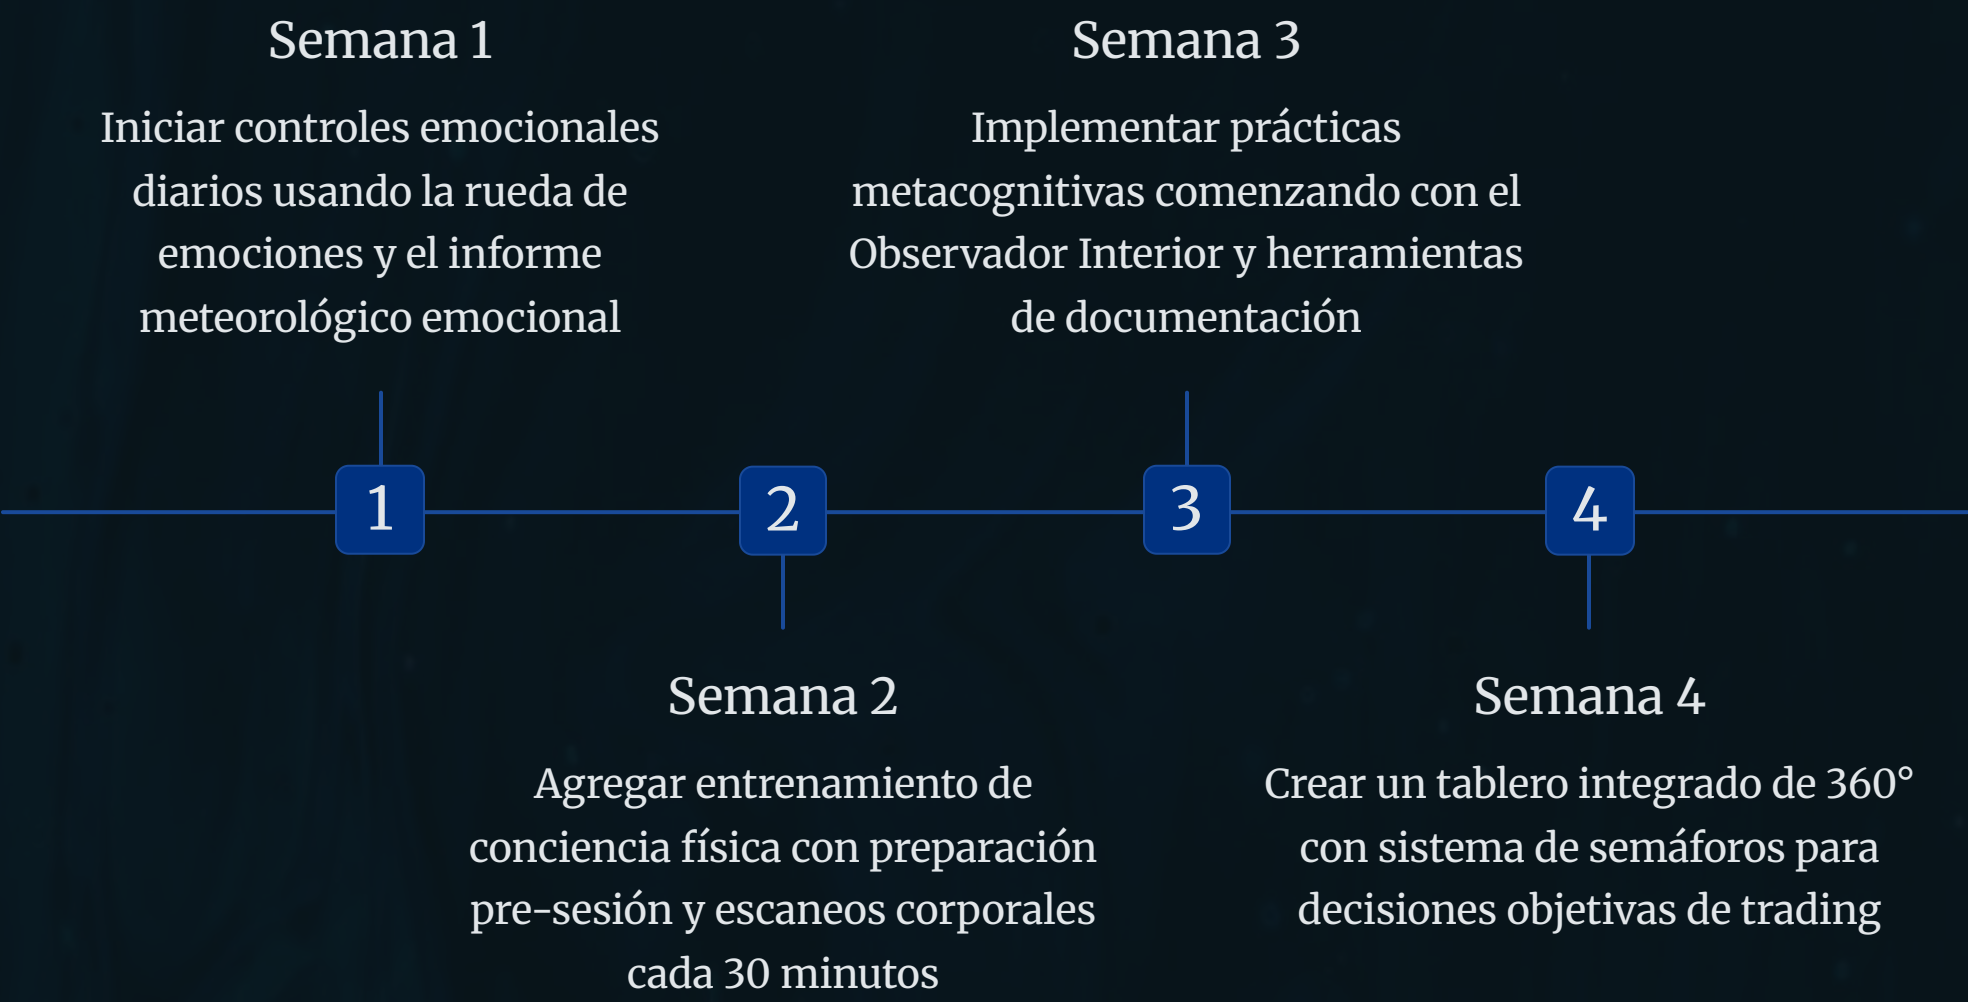 Semana 1
Iniciar controles emocionales
diarios usando la rueda de
emociones y el informe
meteorológico emocional
Semana 3
Implementar prácticas
metacognitivas comenzando con el
Observador Interior y herramientas
de documentación
1
2
3
4
Semana 2
Agregar entrenamiento de
conciencia física con preparación
pre-sesión y escaneos corporales
cada 30 minutos
Semana 4
Crear un tablero integrado de 360°
con sistema de semáforos para
decisiones objetivas de trading